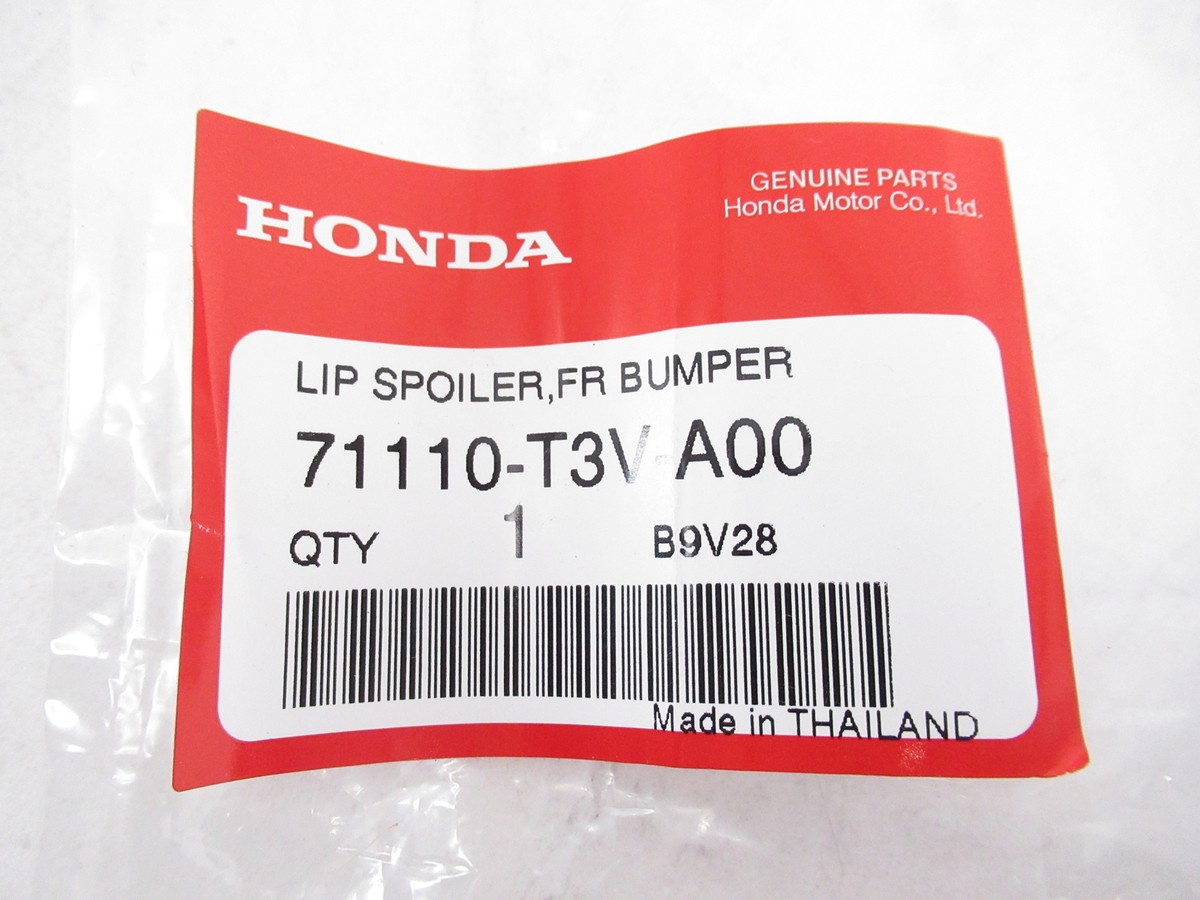 HONDA
GENUINE PARTS
Honda Motor Co., Ltd.
LIP SPOILER,FR BUMPER
71110-T3V-A00
QTY 1 B9V28
Made in THAILAND